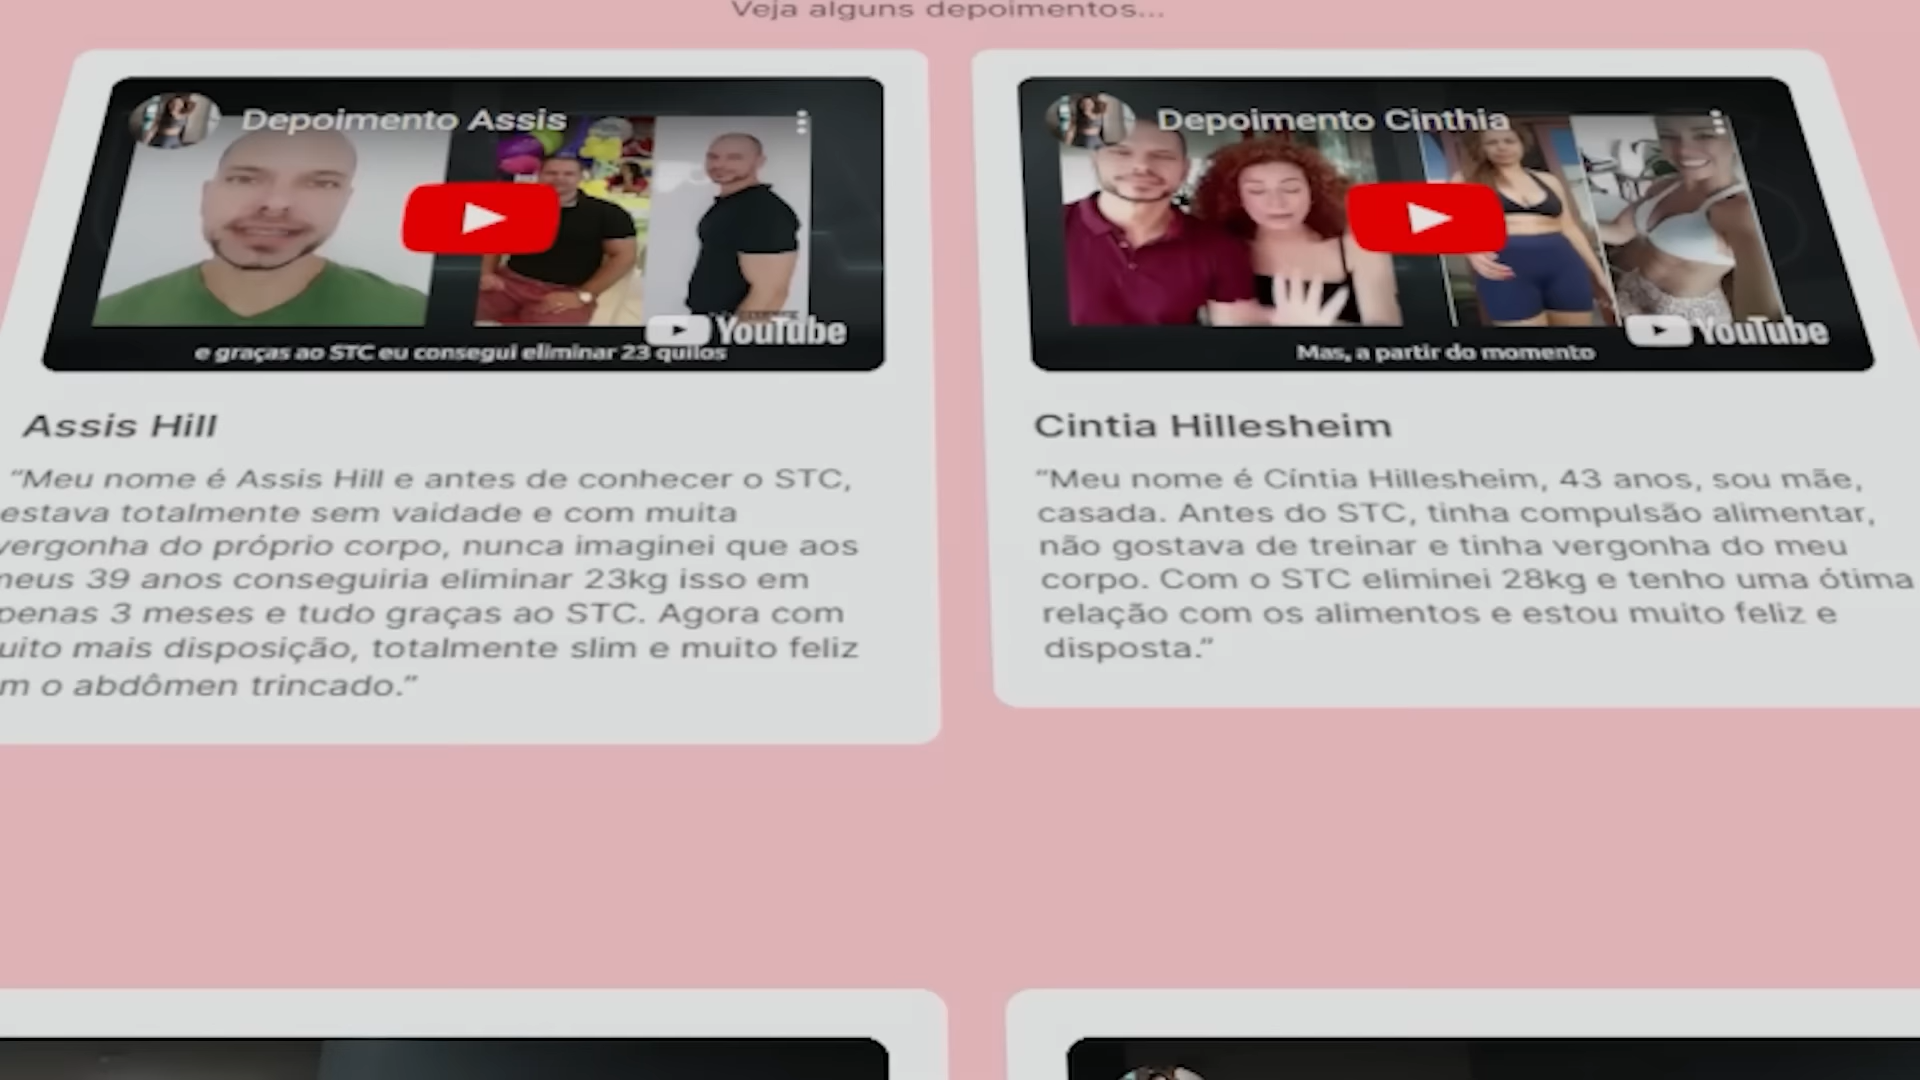 Veja alguns depoimentos...
Depoimento Assis
YouTube
e graças ao STC eu consegui eliminar 23 quilos
Assis Hill
“Meu nome é Assis Hill e antes de conhecer o STC,
estava totalmente sem vaidade e com muita
vergonha do próprio corpo, nunca imaginei que aos
meus 39 anos conseguiria eliminar 23kg isso em
penas 3 meses e tudo graças ao STC. Agora com
uito mais disposição, totalmente slim e muito feliz
m o abdômen trincado.”
Depoimento Cinthia
YouTube
Mas, a partir do momento
Cintia Hillesheim
“Meu nome é Cíntia Hillesheim, 43 anos, sou mãe,
casada. Antes do STC, tinha compulsão alimentar,
não gostava de treinar e tinha vergonha do meu
corpo. Com o STC eliminei 28kg e tenho uma ótima
relação com os alimentos e estou muito feliz e
disposta.”